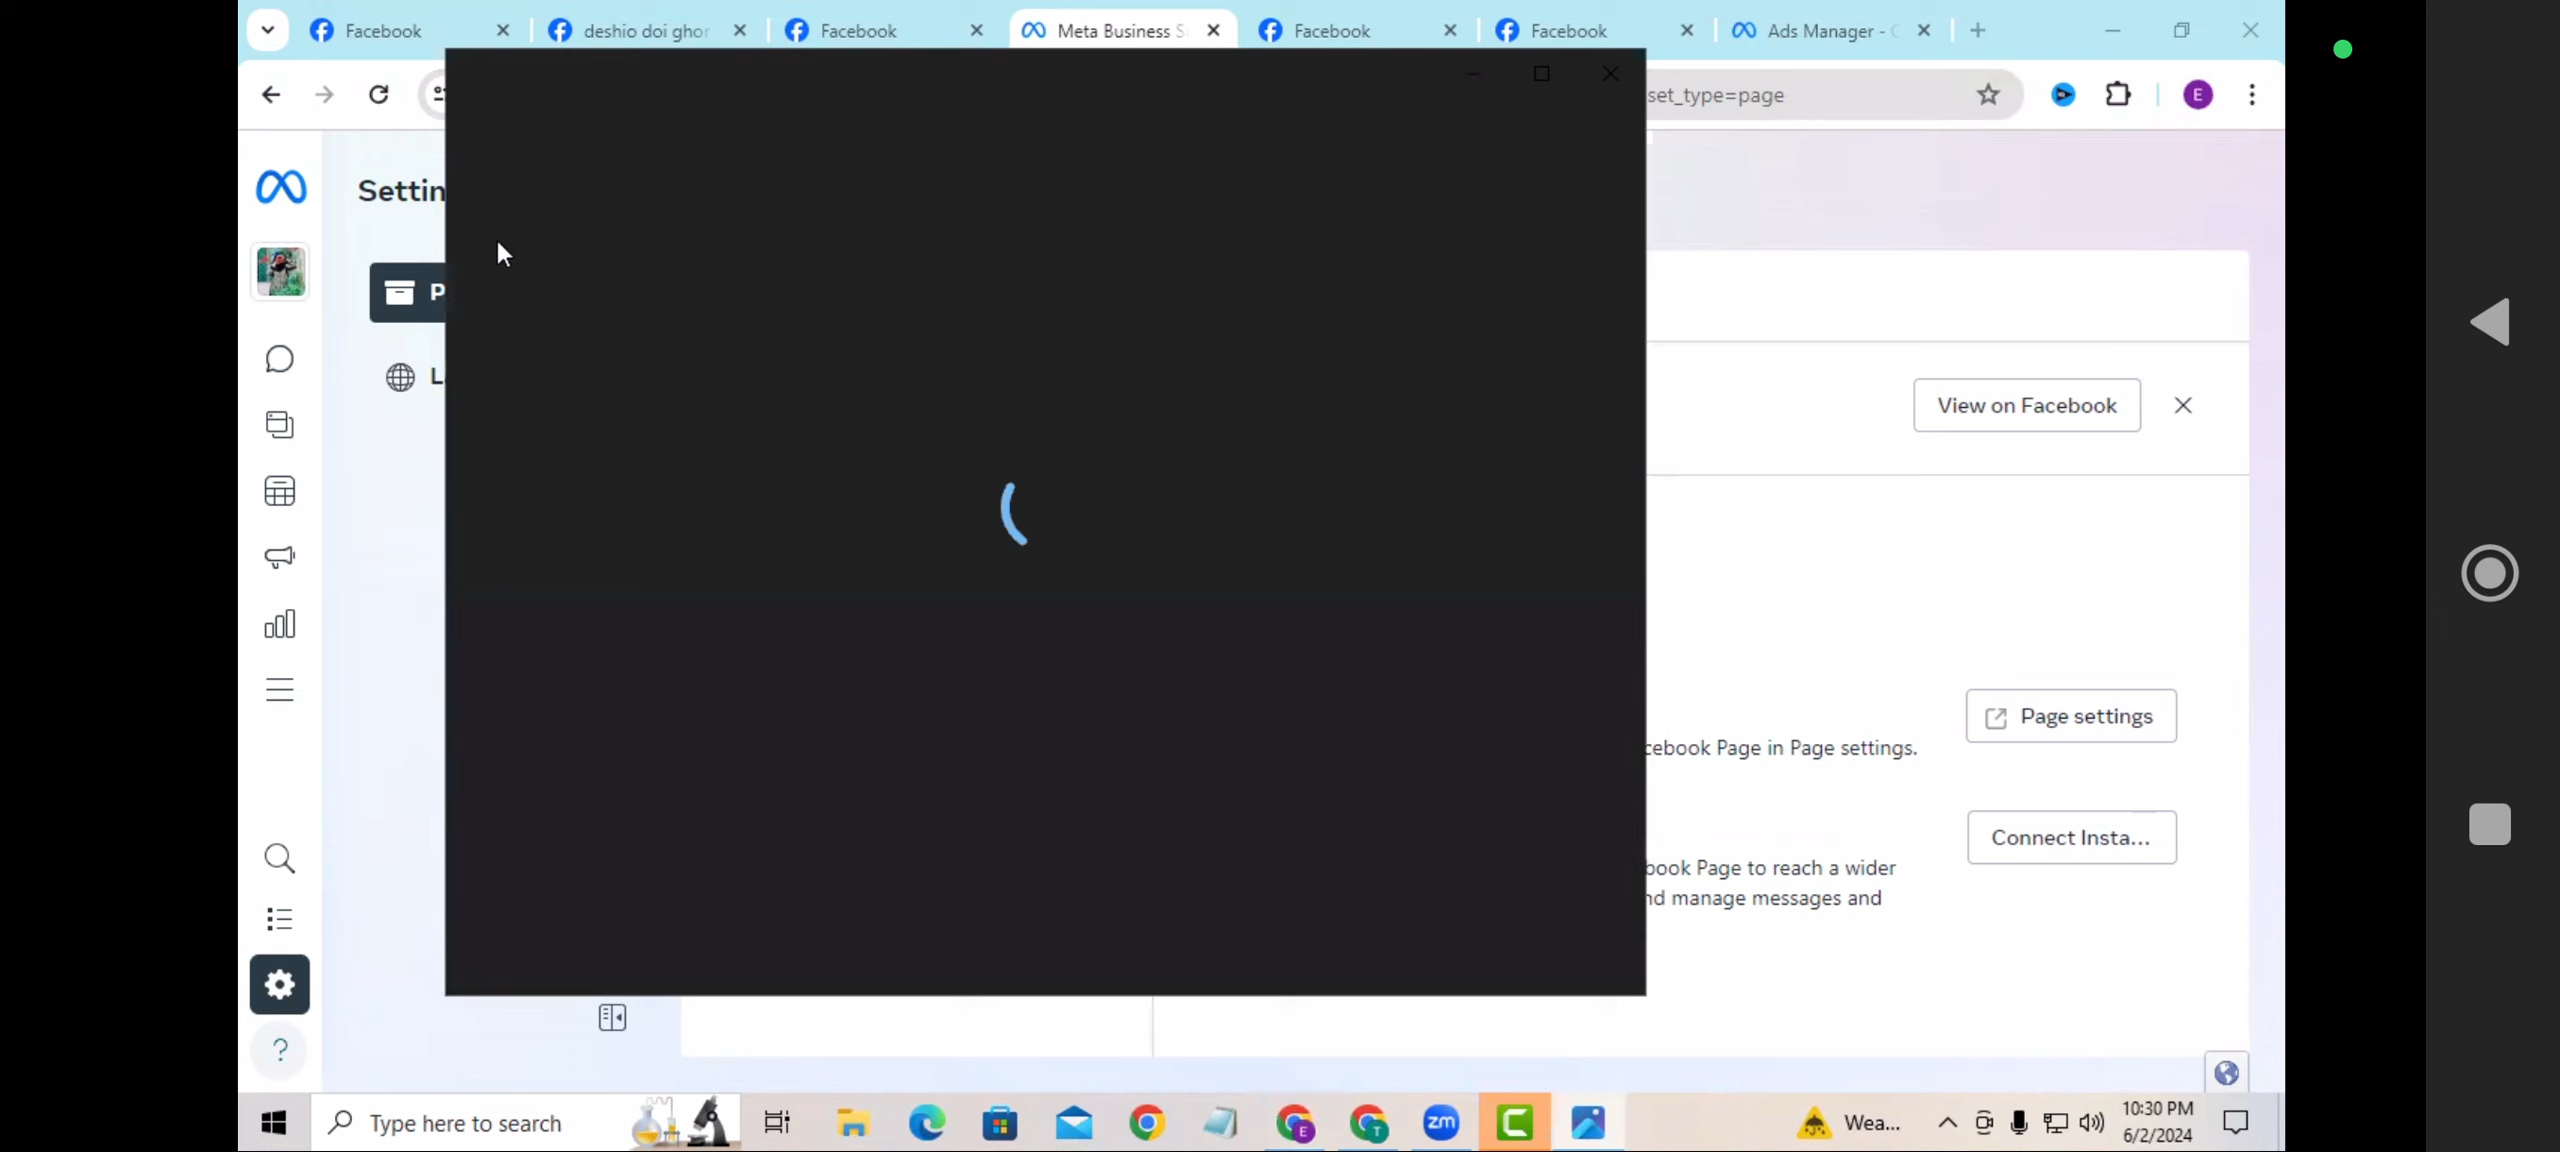 Facebook
deshio doi ghor
Facebook
Meta Business S
Facebook
Facebook
Ads Manager - G
set_type=page
E
Settin
P
L
View on Facebook
Page settings
cebook Page in Page settings.
Connect Insta...
book Page to reach a wider
nd manage messages and
?
Type here to search
E
T
zm
C
Wea...
10:30 PM
6/2/2024